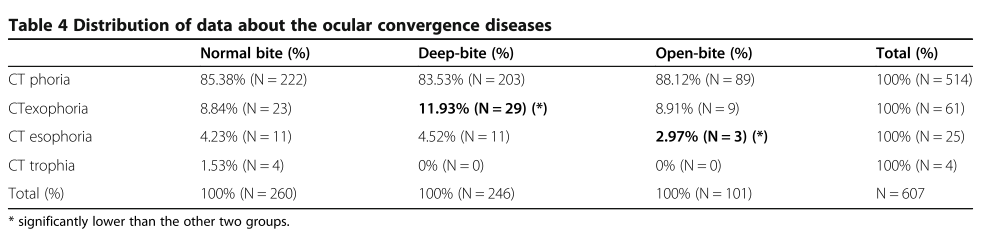 Table 4 Distribution of data about the ocular convergence diseases
Normal bite (%) Deep-bite (%) Open-bite (%) Total (%)
CT phoria 85.38% (N = 222) 83.53% (N = 203) 88.12% (N = 89) 100% (N = 514)
CTexophoria 8.84% (N = 23) 11.93% (N = 29) (*) 8.91% (N = 9) 100% (N = 61)
CT esophoria 4.23% (N = 11) 4.52% (N = 11) 2.97% (N = 3) (*) 100% (N = 25)
CT trophia 1.53% (N = 4) 0% (N = 0) 0% (N = 0) 100% (N = 4)
Total (%) 100% (N = 260) 100% (N = 246) 100% (N = 101) N = 607
* significantly lower than the other two groups.